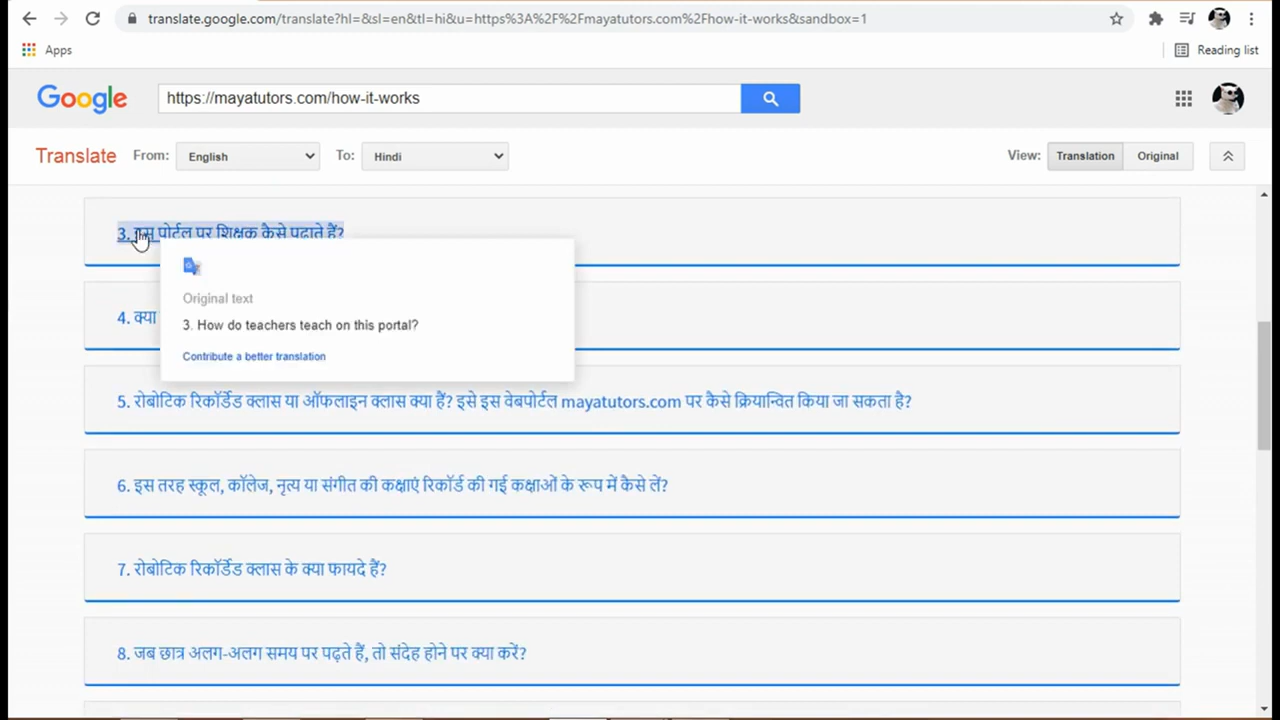 translate.google.com/translate?hl=&sl=en&tl=hi&u=https%3A%2F%2Fmayatutors.com%2Fhow-it-works&sandbox=1
Apps
Reading list
Google
https://mayatutors.com/how-it-works
Translate From: English To: Hindi View: Translation Original
3. इस पोर्टल पर शिक्षक कैसे पढ़ाते हैं?
Original text
3. How do teachers teach on this portal?
Contribute a better translation
4. क्या
5. रोबोटिक रिकॉर्डेड क्लास या ऑफलाइन क्लास क्या हैं? इसे इस वेबपोर्टल mayatutors.com पर कैसे क्रियान्वित किया जा सकता है?
6. इस तरह स्कूल, कॉलेज, नृत्य या संगीत की कक्षाएं रिकॉर्ड की गई कक्षाओं के रूप में कैसे लें?
7. रोबोटिक रिकॉर्डेड क्लास के क्या फायदे हैं?
8. जब छात्र अलग-अलग समय पर पढ़ते हैं, तो संदेह होने पर क्या करें?